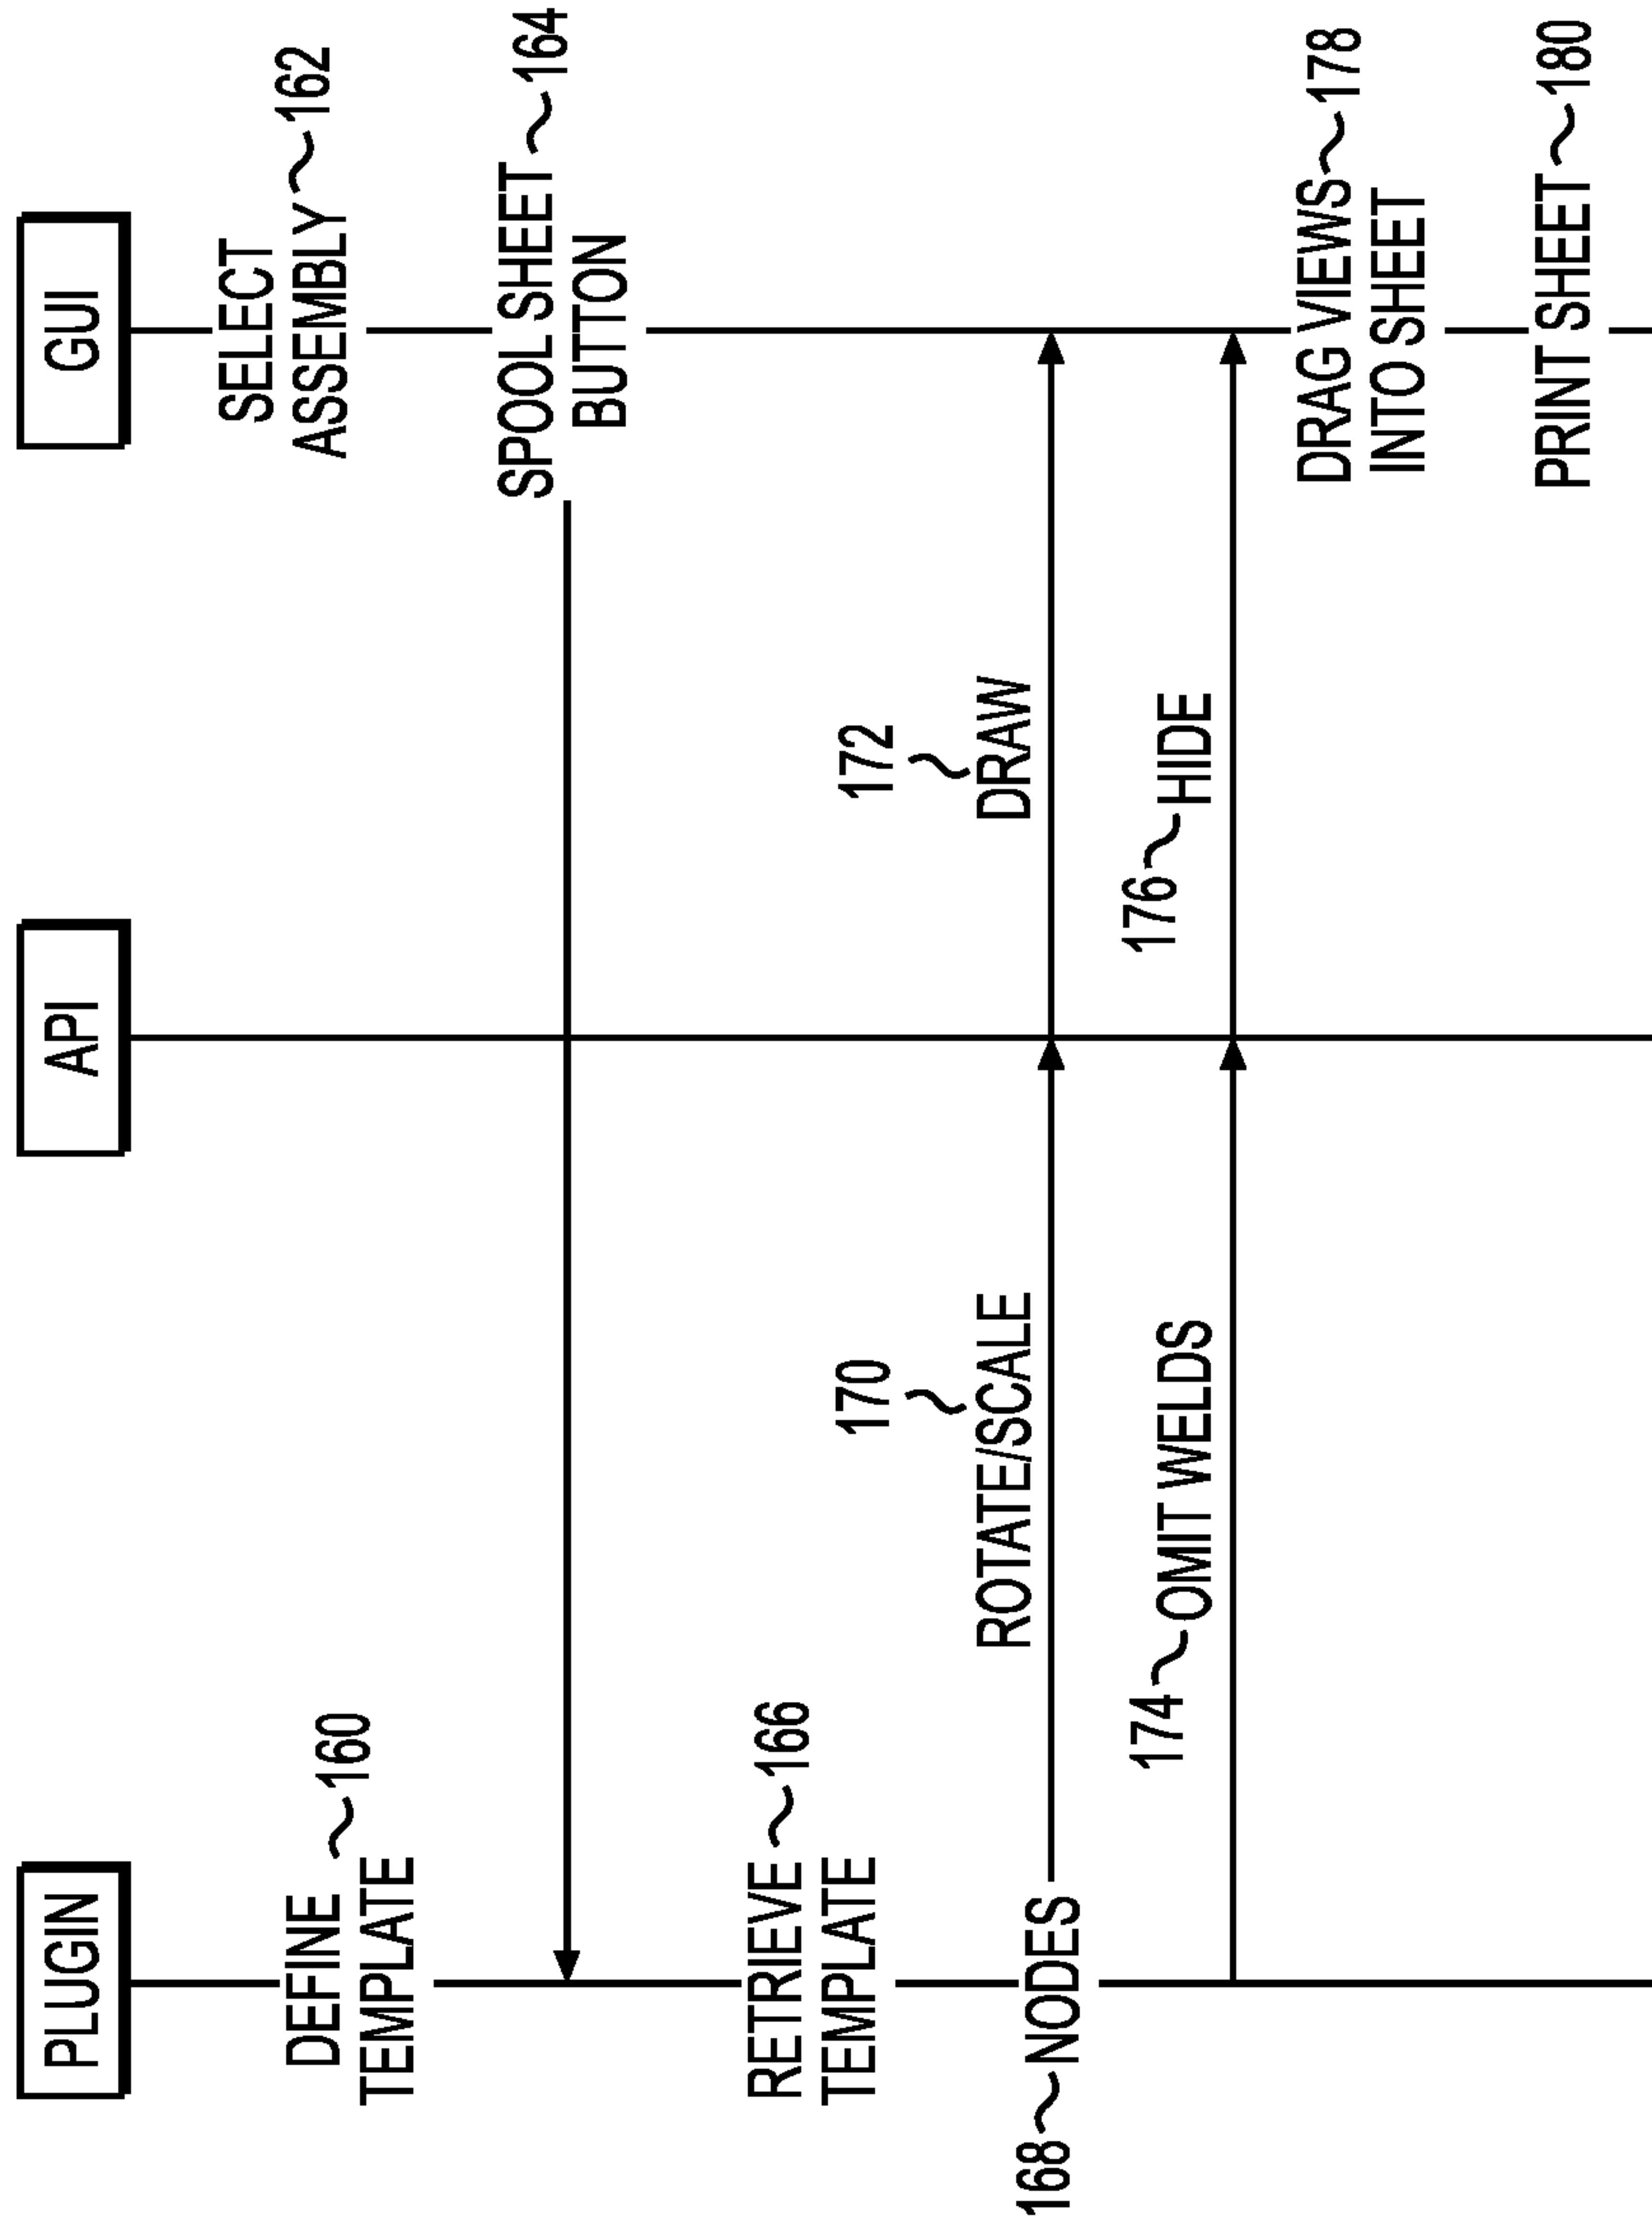 PLUGIN
API
GUI
SELECT
ASSEMBLY 162
DEFINE 160
TEMPLATE
SPOOL SHEET 164
BUTTON
RETRIEVE 166
TEMPLATE
170
172
168 NODES
ROTATE/SCALE
DRAW
174 OMIT WELDS
176 HIDE
DRAG VIEWS 178
INTO SHEET
PRINT SHEET 180